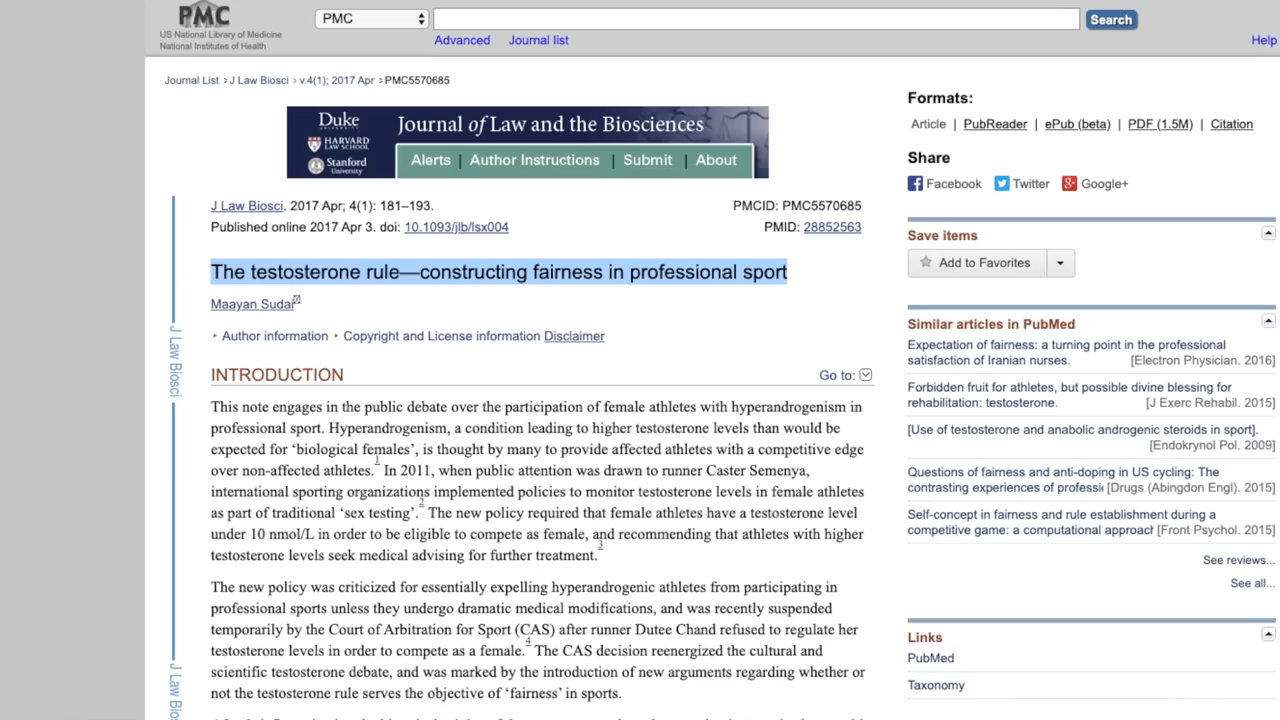 PMC
US National Library of Medicine
National Institutes of Health
PMC
Search
Advanced Journal list
Help
Journal List > J Law Biosci > v.4(1); 2017 Apr > PMC5570685
Duke
UNIVERSITY
HARVARD
LAW SCHOOL
Stanford
University
Journal of Law and the Biosciences
Alerts | Author Instructions | Submit | About
J Law Biosci. 2017 Apr; 4(1): 181–193.
PMCID: PMC5570685
Published online 2017 Apr 3. doi: 10.1093/jlb/lsx004
PMID: 28852563
The testosterone rule—constructing fairness in professional sport
Maayan Sudai
Author information Copyright and License information Disclaimer
INTRODUCTION
Go to:
This note engages in the public debate over the participation of female athletes with hyperandrogenism in
professional sport. Hyperandrogenism, a condition leading to higher testosterone levels than would be
expected for ‘biological females’, is thought by many to provide affected athletes with a competitive edge
over non-affected athletes.1 In 2011, when public attention was drawn to runner Caster Semenya,
international sporting organizations implemented policies to monitor testosterone levels in female athletes
as part of traditional ‘sex testing’.2 The new policy required that female athletes have a testosterone level
under 10 nmol/L in order to be eligible to compete as female, and recommending that athletes with higher
testosterone levels seek medical advising for further treatment.3
The new policy was criticized for essentially expelling hyperandrogenic athletes from participating in
professional sports unless they undergo dramatic medical modifications, and was recently suspended
temporarily by the Court of Arbitration for Sport (CAS) after runner Dutee Chand refused to regulate her
testosterone levels in order to compete as a female.4 The CAS decision reenergized the cultural and
scientific testosterone debate, and was marked by the introduction of new arguments regarding whether or
not the testosterone rule serves the objective of ‘fairness’ in sports.
J Law Biosci
J Law Bios
Formats:
Article | PubReader | ePub (beta) | PDF (1.5M) | Citation
Share
Facebook Twitter Google+
Save items
Add to Favorites
Similar articles in PubMed
Expectation of fairness: a turning point in the professional
satisfaction of Iranian nurses. [Electron Physician. 2016]
Forbidden fruit for athletes, but possible divine blessing for
rehabilitation: testosterone. [J Exerc Rehabil. 2015]
[Use of testosterone and anabolic androgenic steroids in sport].
[Endokrynol Pol. 2009]
Questions of fairness and anti-doping in US cycling: The
contrasting experiences of professi [Drugs (Abingdon Engl). 2015]
Self-concept in fairness and rule establishment during a
competitive game: a computational approach [Front Psychol. 2015]
See reviews...
See all...
Links
PubMed
Taxonomy